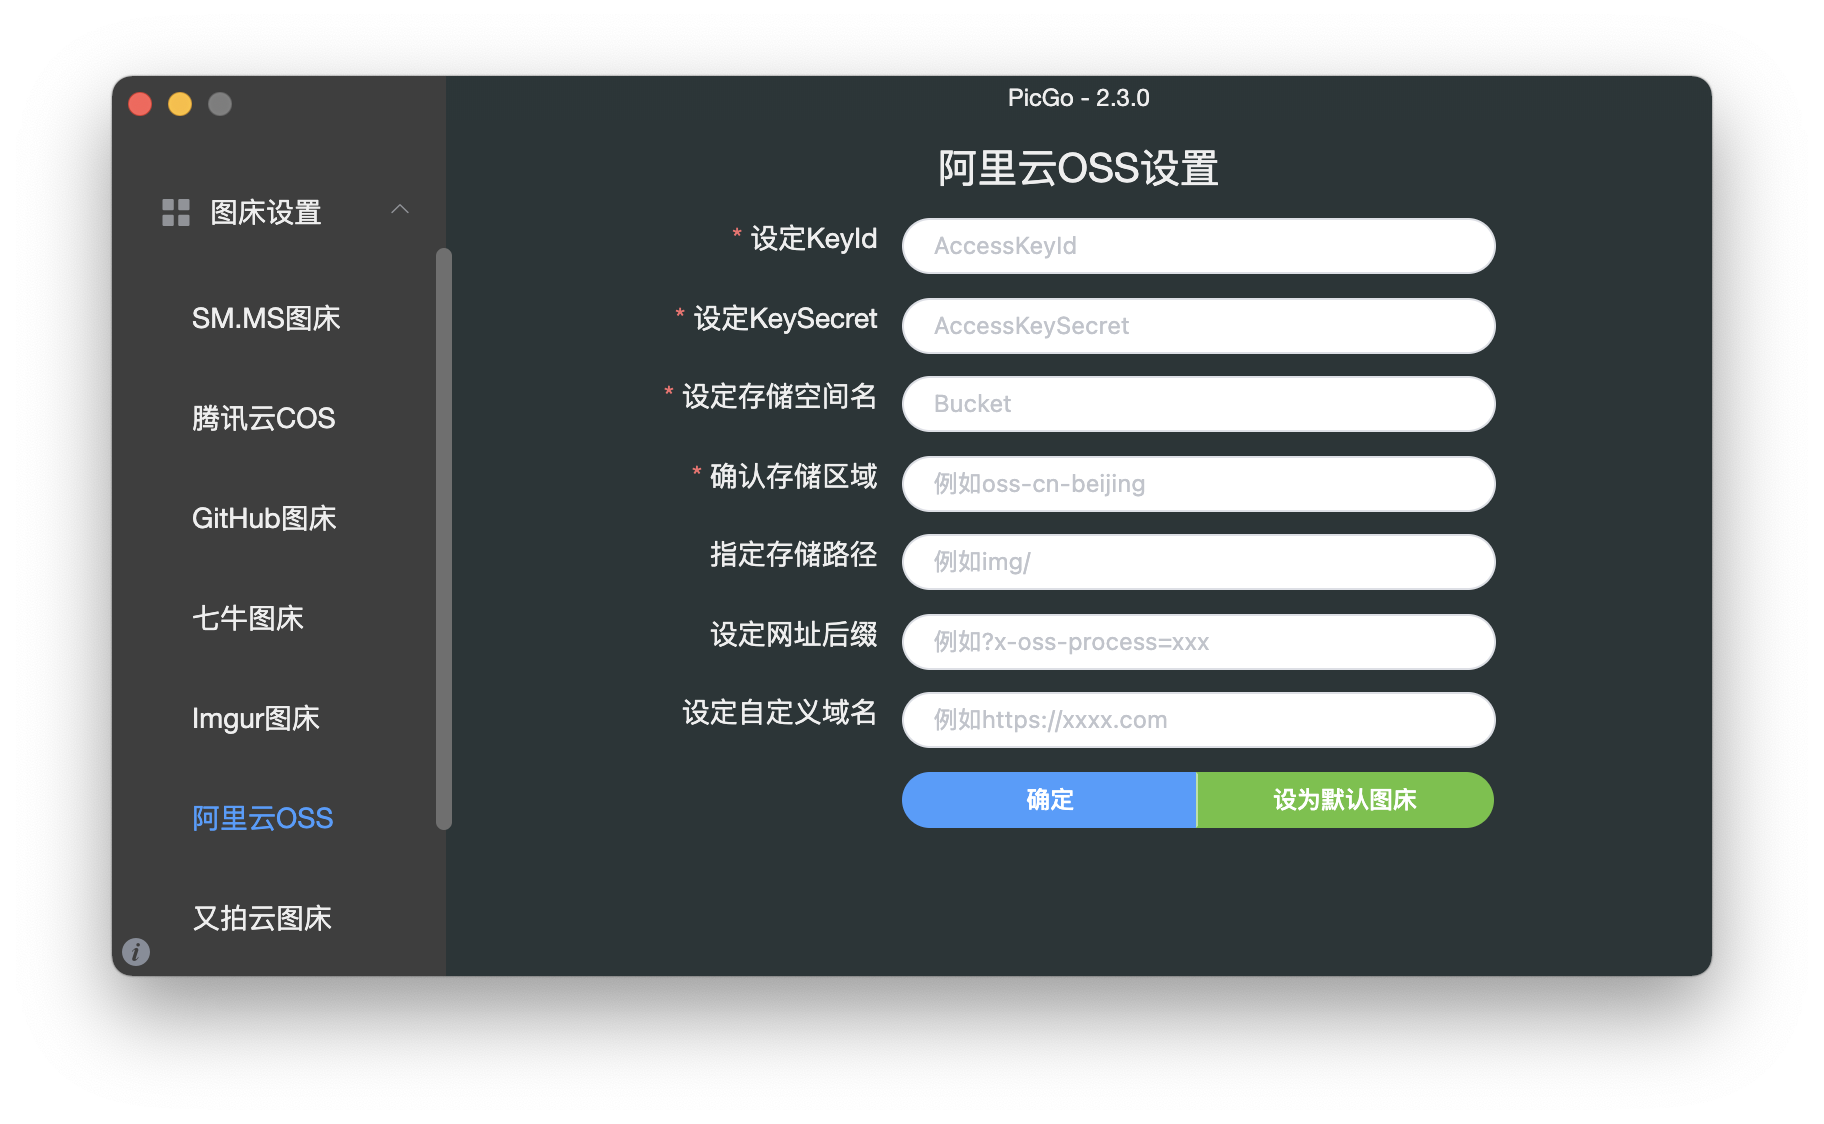 PicGo - 2.3.0
图床设置
SM.MS图床
腾讯云COS
GitHub图床
七牛图床
Imgur图床
阿里云OSS
又拍云图床
i
阿里云OSS设置
* 设定KeyId
AccessKeyId
* 设定KeySecret
AccessKeySecret
* 设定存储空间名
Bucket
* 确认存储区域
例如oss-cn-beijing
指定存储路径
例如img/
设定网址后缀
例如?x-oss-process=xxx
设定自定义域名
例如https://xxxx.com
确定
设为默认图床